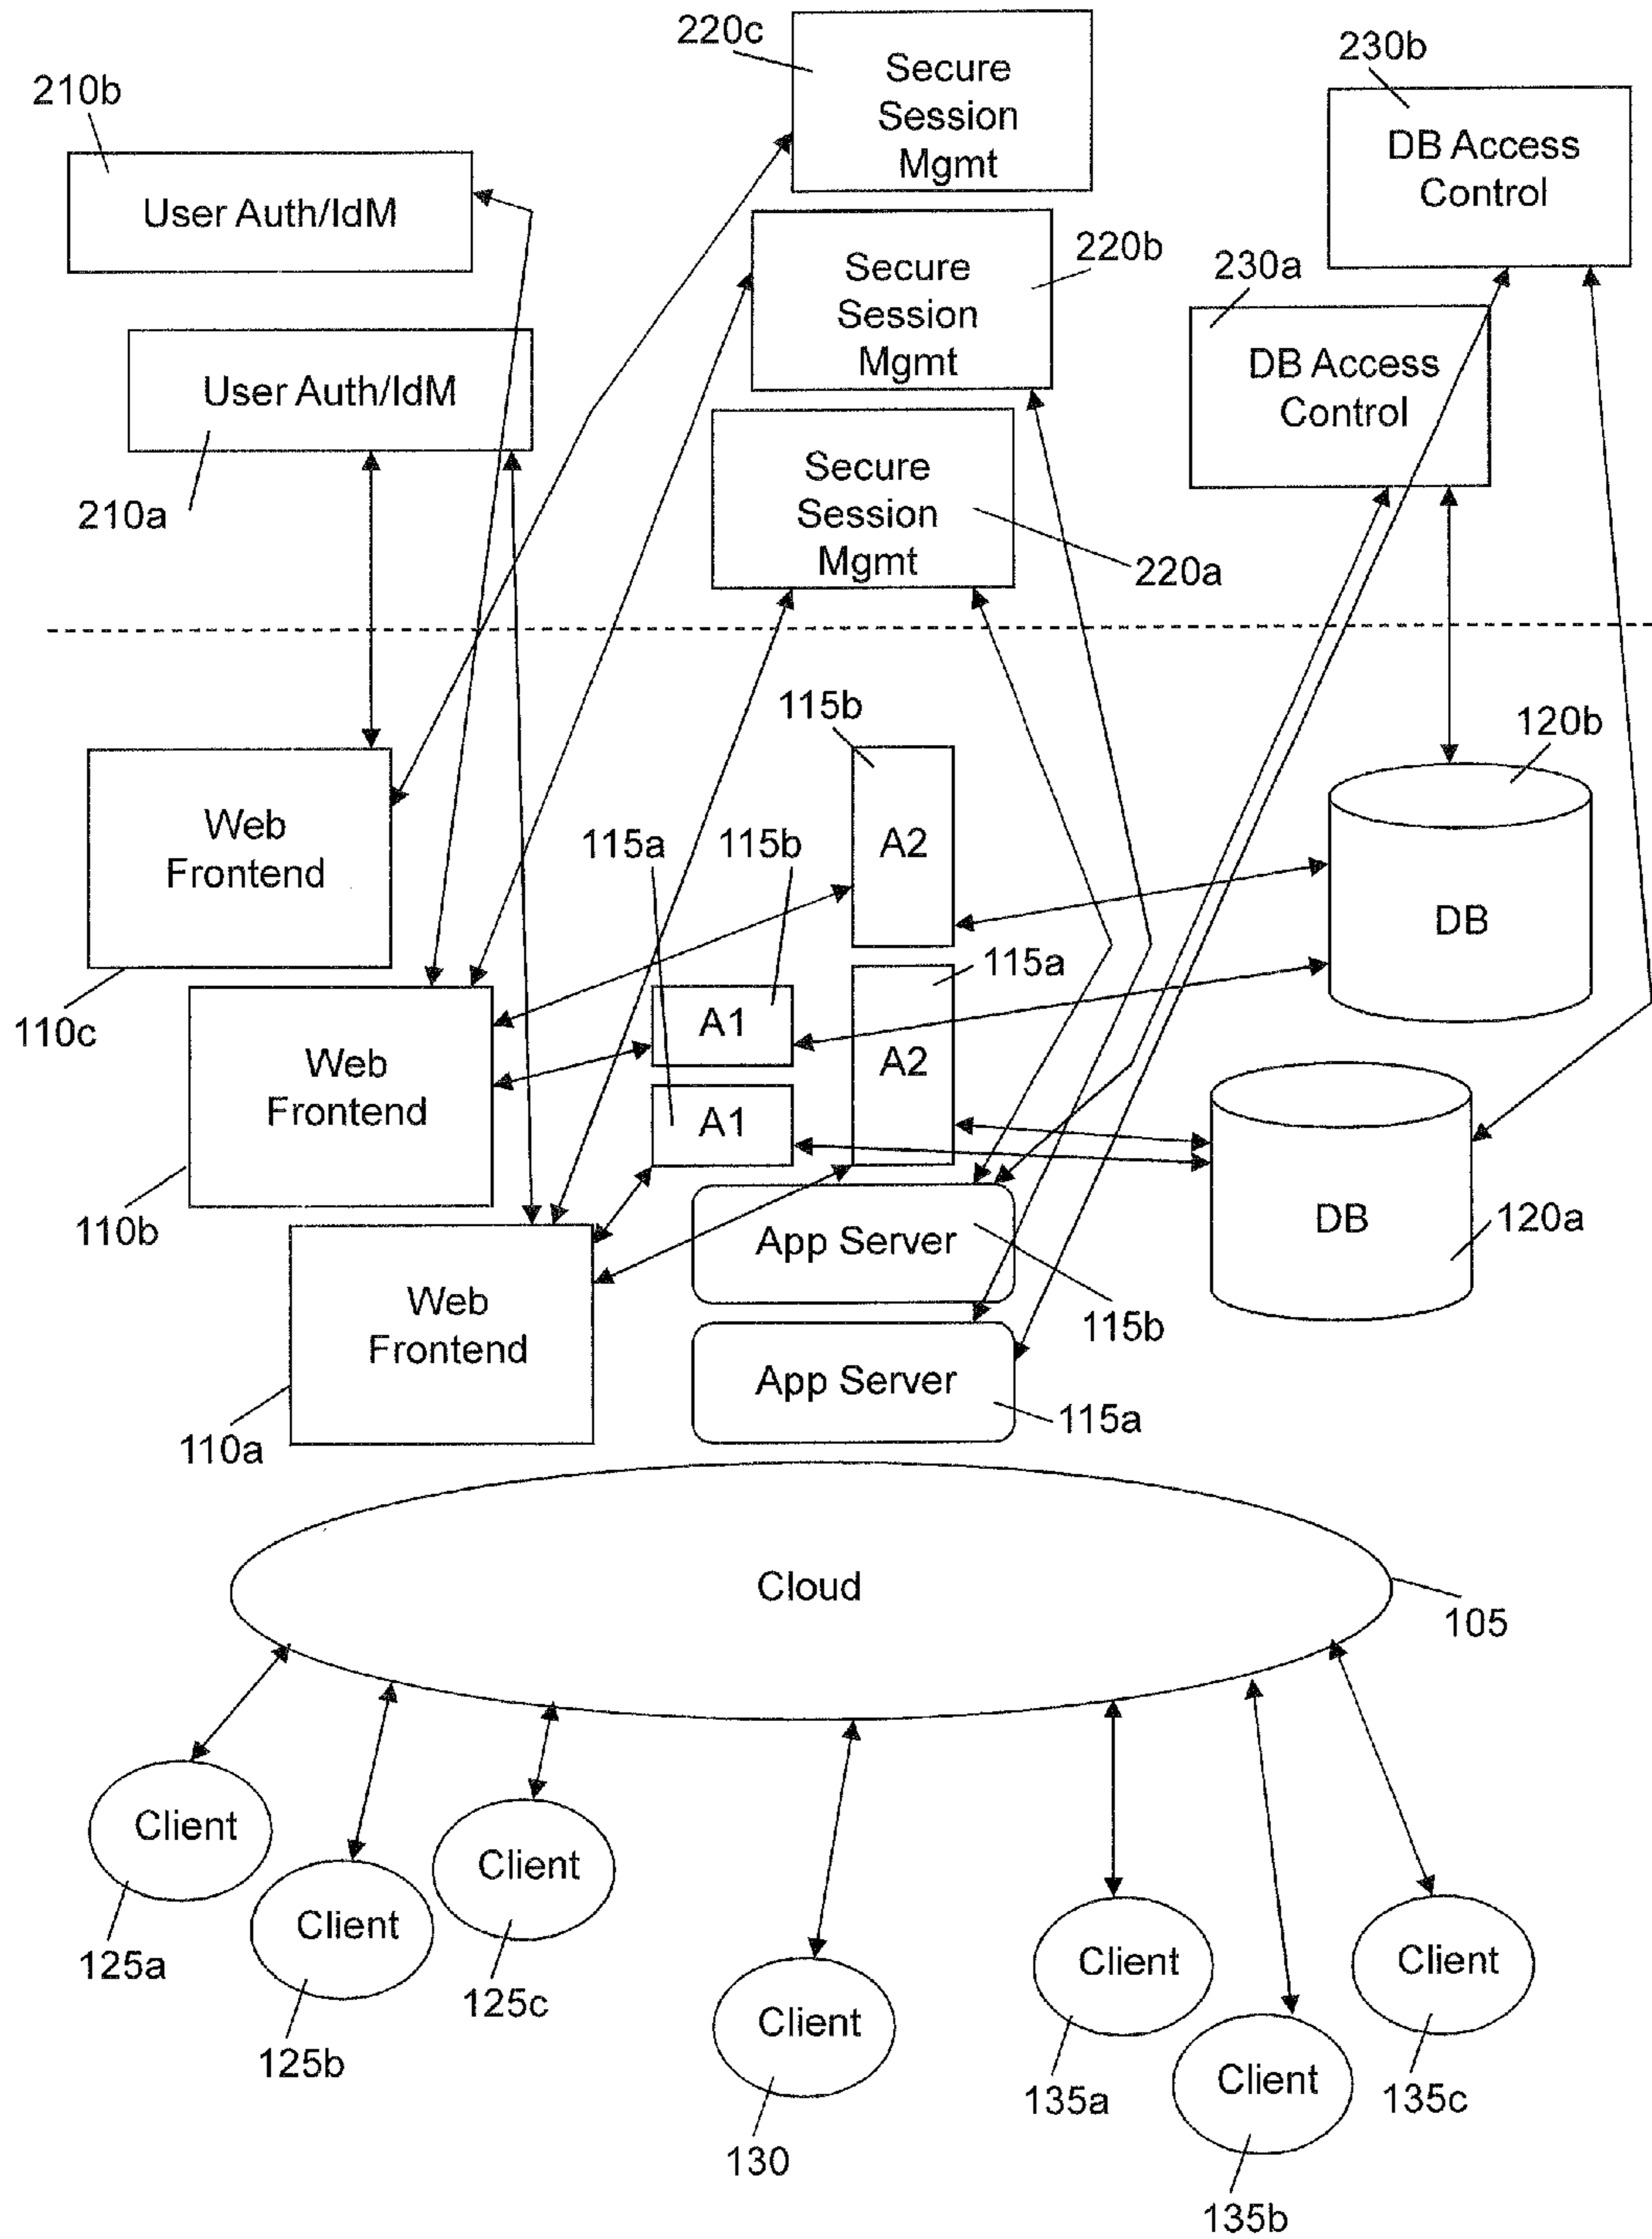 220c
Secure
Session
Mgmt
230b
DB Access
Control
210b
User Auth/IdM
220b
Secure
Session
Mgmt
230a
DB Access
Control
User Auth/IdM
210a
Secure
Session
Mgmt
220a
115b
120b
Web
Frontend
115a
115b
A2
DB
110c
115a
A1
A2
Web
Frontend
A1
110b
DB
120a
App Server
115b
Web
Frontend
App Server
115a
110a
Cloud
105
Client
125a
Client
125b
Client
125c
Client
130
Client
135a
Client
135b
Client
135c